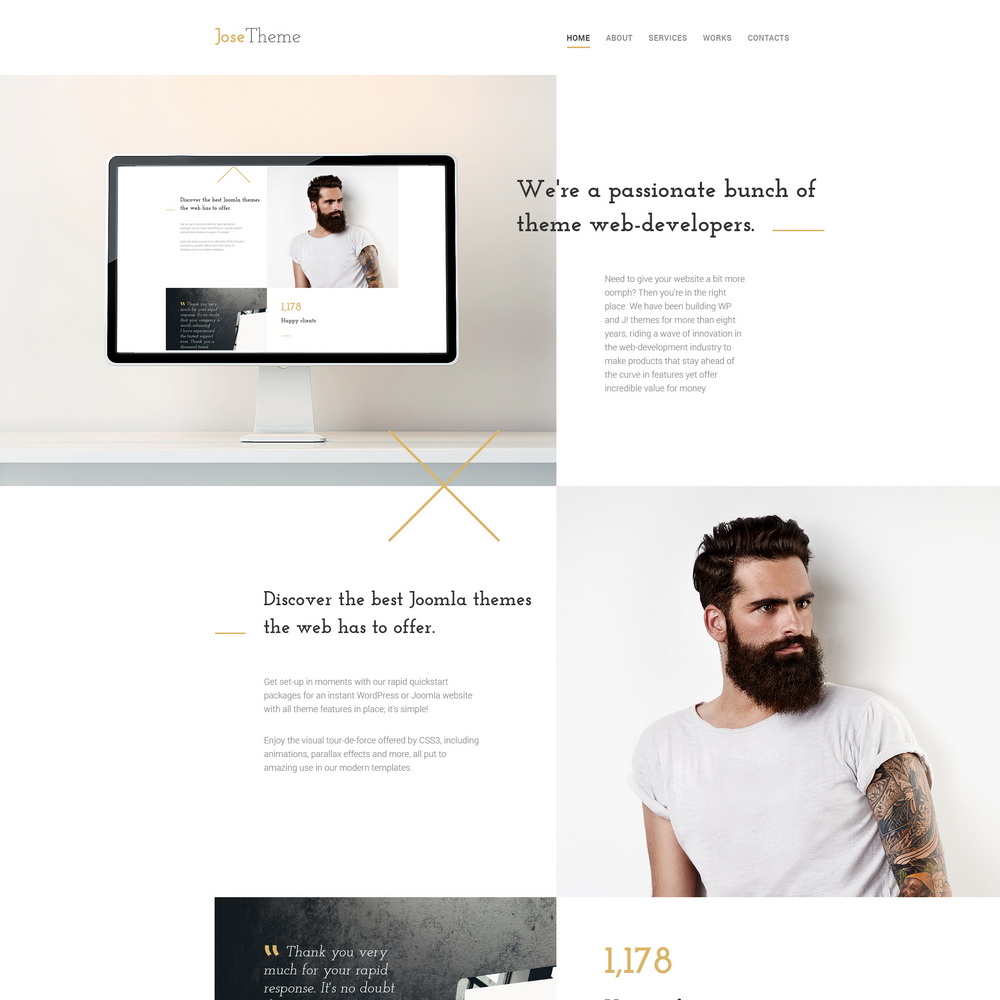 JoseTheme
HOME ABOUT SERVICES WORKS CONTACTS
We're a passionate bunch of
theme web-developers.
Need to give your website a bit more
oomph? Then you're in the right
place. We have been building WP
and J! themes for more than eight
years, riding a wave of innovation in
the web-development industry to
make products that stay ahead of
the curve in features yet offer
incredible value for money.
Discover the best Joomla themes
the web has to offer.
“ Thank you very
much for your rapid
response. It's no doubt
that your company is
worth releasing!
I have experienced
the fastest support
ever. Thank you a
thousand times!
1,178
Happy clients
Discover the best Joomla themes
the web has to offer.
Get set-up in moments with our rapid quickstart
packages for an instant WordPress or Joomla website
with all theme features in place, it's simple!
Enjoy the visual tour-de-force offered by CSS3, including
animations, parallax effects and more, all put to
amazing use in our modern templates.
“ Thank you very
much for your rapid
response. It's no doubt
1,178